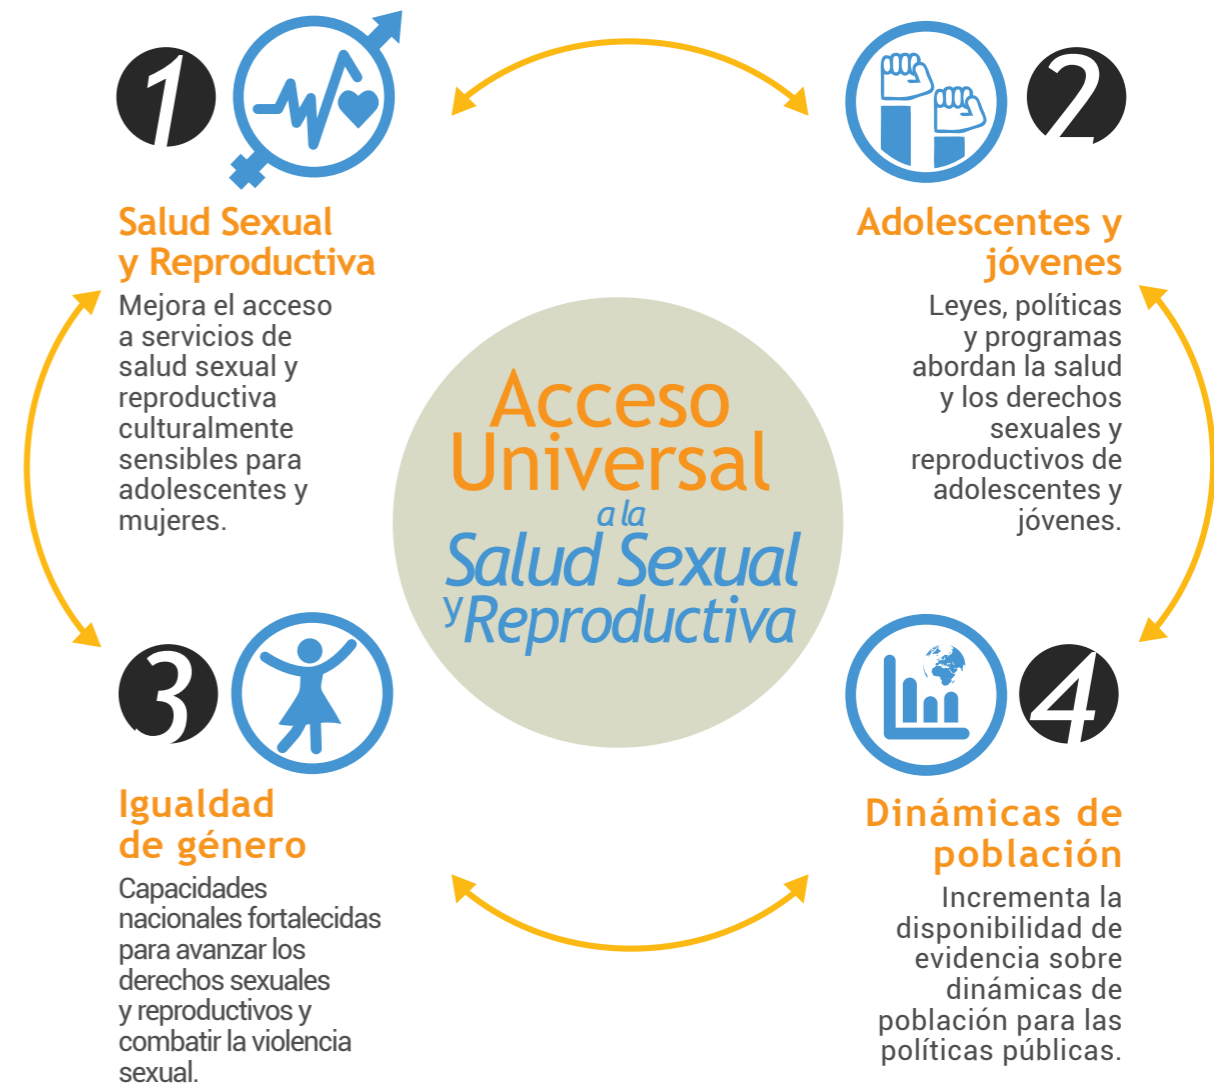 1
Salud Sexual
y Reproductiva
Mejora el acceso
a servicios de
salud sexual y
reproductiva
culturalmente
sensibles para
adolescentes y
mujeres.
2
Adolescentes y
jóvenes
Leyes, políticas
y programas
abordan la salud
y los derechos
sexuales y
reproductivos de
adolescentes y
jóvenes.
Acceso
Universal
a la
Salud Sexual
y Reproductiva
3
Igualdad
de género
Capacidades
nacionales fortalecidas
para avanzar los
derechos sexuales
y reproductivos y
combatir la violencia
sexual.
4
Dinámicas de
población
Incrementa la
disponibilidad de
evidencia sobre
dinámicas de
población para las
políticas públicas.